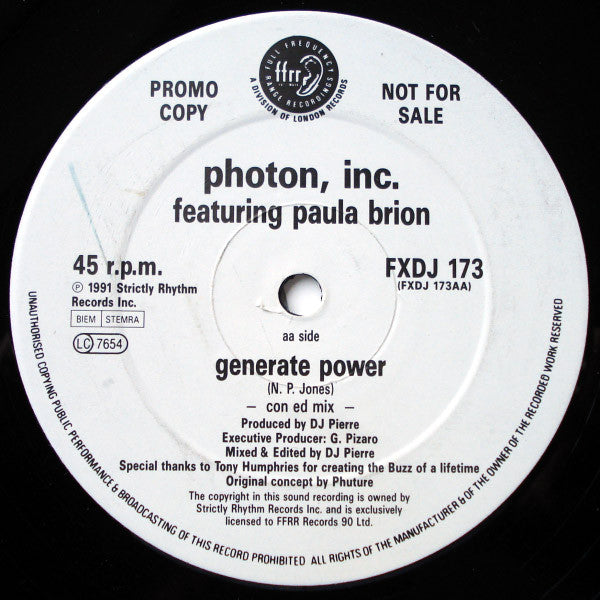 FULL FREQUENCY
ffrr
RANGE RECORDINGS
A DIVISION OF LONDON RECORDS
PROMO
COPY
NOT FOR
SALE
photon, inc.
featuring paula brion
45 r.p.m.
℗ 1991 Strictly Rhythm
Records Inc.
BIEM STEMRA
LC 7654
FXDJ 173
(FXDJ 173AA)
aa side
generate power
(N. P. Jones)
– con ed mix –
Produced by DJ Pierre
Executive Producer: G. Pizaro
Mixed & Edited by DJ Pierre
Special thanks to Tony Humphries for creating the Buzz of a lifetime
Original concept by Phuture
The copyright in this sound recording is owned by
Strictly Rhythm Records Inc. and is exclusively
licensed to FFRR Records 90 Ltd.
UNAUTHORISED COPYING PUBLIC PERFORMANCE & BROADCASTING OF THIS RECORD PROHIBITED ALL RIGHTS OF THE MANUFACTURER & OF THE OWNER OF THE RECORDED WORK RESERVED